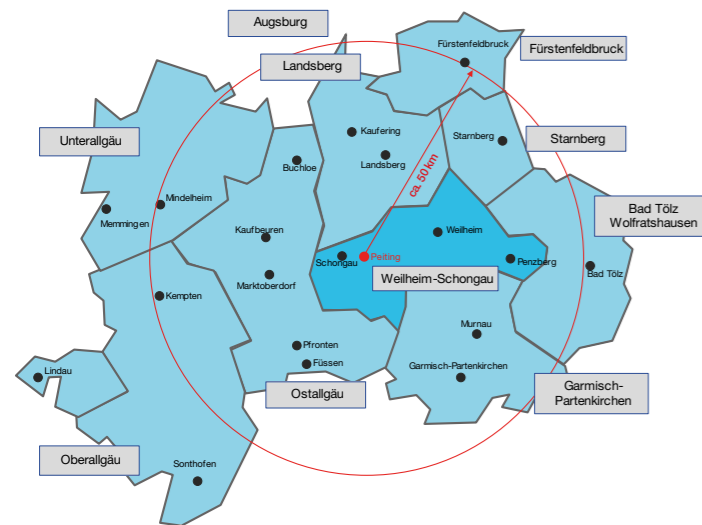 Augsburg
Fürstenfeldbruck
Fürstenfeldbruck
Landsberg
Unterallgäu
Kaufering
Starnberg
Starnberg
Buchloe
Landsberg
ca. 50 km
Mindelheim
Memmingen
Bad Tölz
Wolfratshausen
Kaufbeuren
Weilheim
Schongau
Peiting
Penzberg
Bad Tölz
Marktoberdorf
Weilheim-Schongau
Kempten
Murnau
Pfronten
Füssen
Lindau
Garmisch-Partenkirchen
Ostallgäu
Garmisch-
Partenkirchen
Oberallgäu
Sonthofen